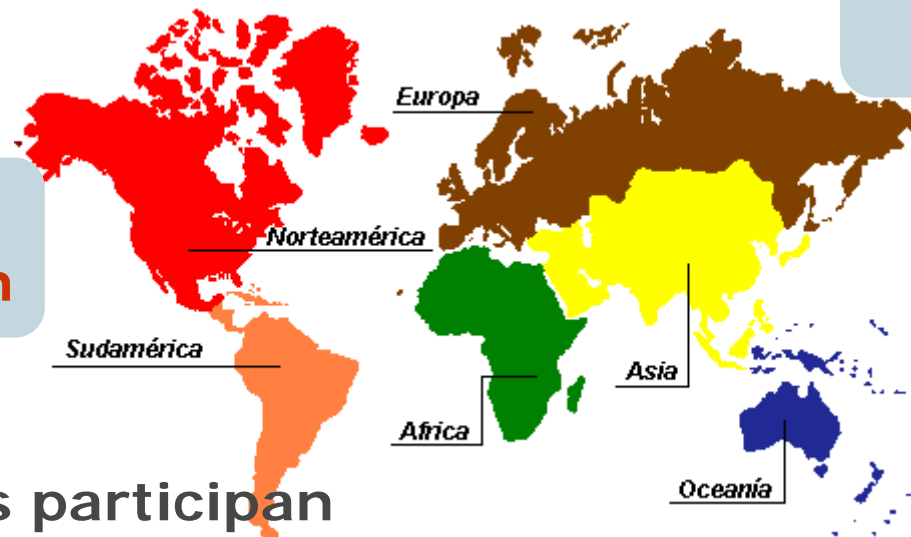 Europa
Norteamérica
n
Sudamérica
Asia
Africa
Oceanía
s participan